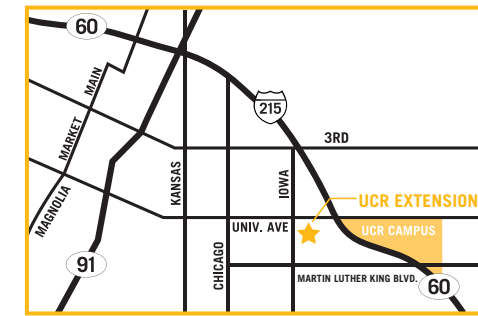 60
MAIN
215
MARKET
3RD
KANSAS
IOWA
MAGNOLIA
UCR EXTENSION
UNIV. AVE
UCR CAMPUS
CHICAGO
91
MARTIN LUTHER KING BLVD.
60